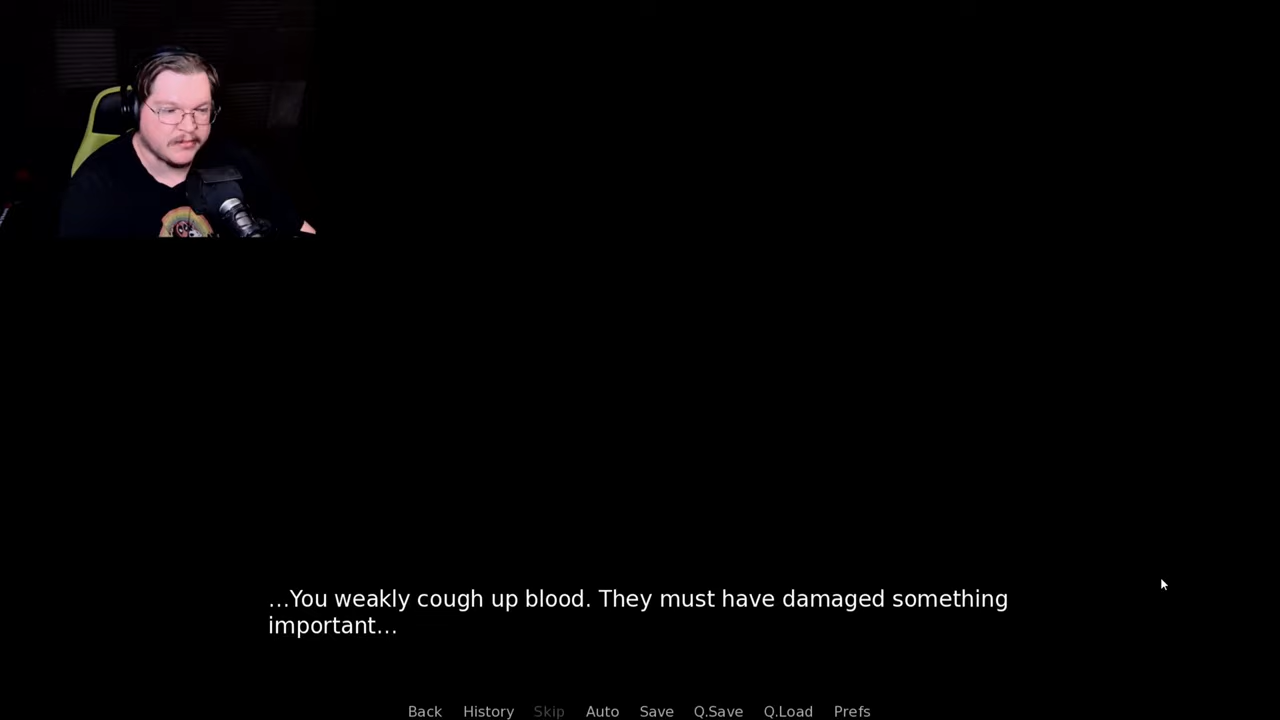 …You weakly cough up blood. They must have damaged something
important…
Back History Skip Auto Save Q.Save Q.Load Prefs